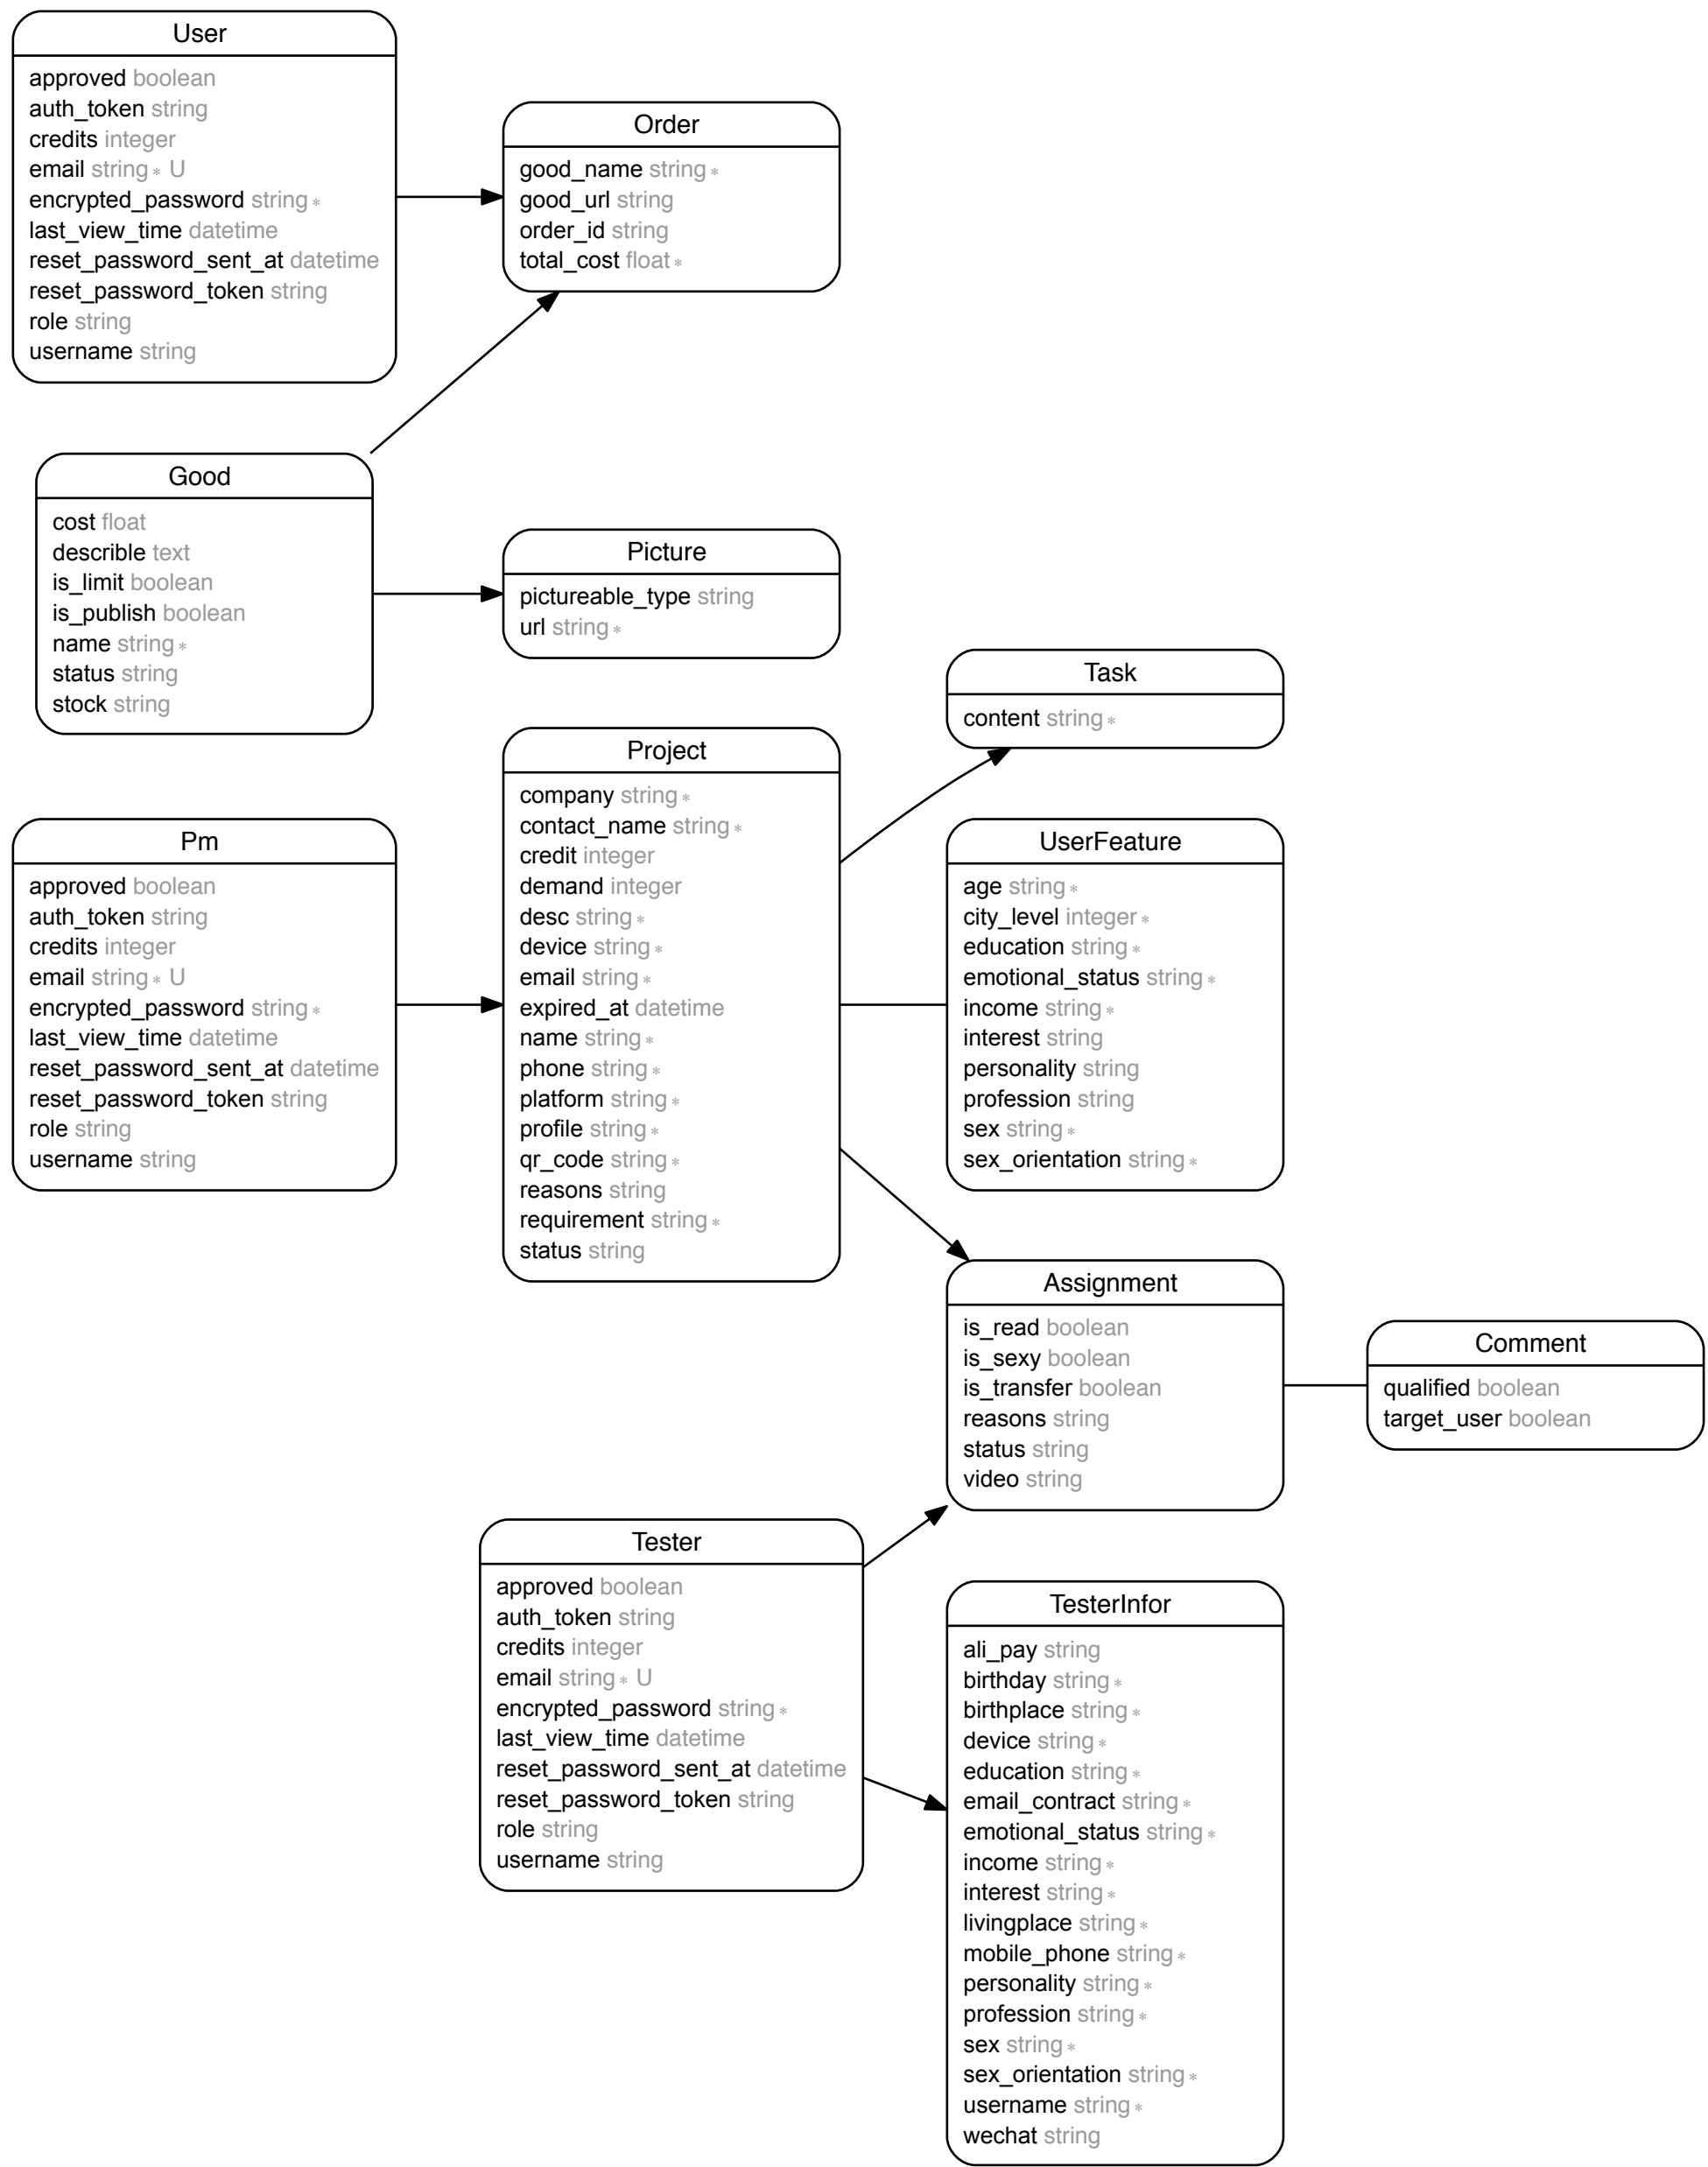 User
approved boolean
auth_token string
credits integer
email string∗ U
encrypted_password string∗
last_view_time datetime
reset_password_sent_at datetime
reset_password_token string
role string
username string
Order
good_name string∗
good_url string
order_id string
total_cost float∗
Good
cost float
describle text
is_limit boolean
is_publish boolean
name string∗
status string
stock string
Picture
pictureable_type string
url string∗
Task
content string∗
Project
company string∗
contact_name string∗
credit integer
demand integer
desc string∗
device string∗
email string∗
expired_at datetime
name string∗
phone string∗
platform string∗
profile string∗
qr_code string∗
reasons string
requirement string∗
status string
Pm
approved boolean
auth_token string
credits integer
email string∗ U
encrypted_password string∗
last_view_time datetime
reset_password_sent_at datetime
reset_password_token string
role string
username string
UserFeature
age string∗
city_level integer∗
education string∗
emotional_status string∗
income string∗
interest string
personality string
profession string
sex string∗
sex_orientation string∗
Assignment
is_read boolean
is_sexy boolean
is_transfer boolean
reasons string
status string
video string
Comment
qualified boolean
target_user boolean
Tester
approved boolean
auth_token string
credits integer
email string∗ U
encrypted_password string∗
last_view_time datetime
reset_password_sent_at datetime
reset_password_token string
role string
username string
TesterInfor
ali_pay string
birthday string∗
birthplace string∗
device string∗
education string∗
email_contract string∗
emotional_status string∗
income string∗
interest string∗
livingplace string∗
mobile_phone string∗
personality string∗
profession string∗
sex string∗
sex_orientation string∗
username string∗
wechat string